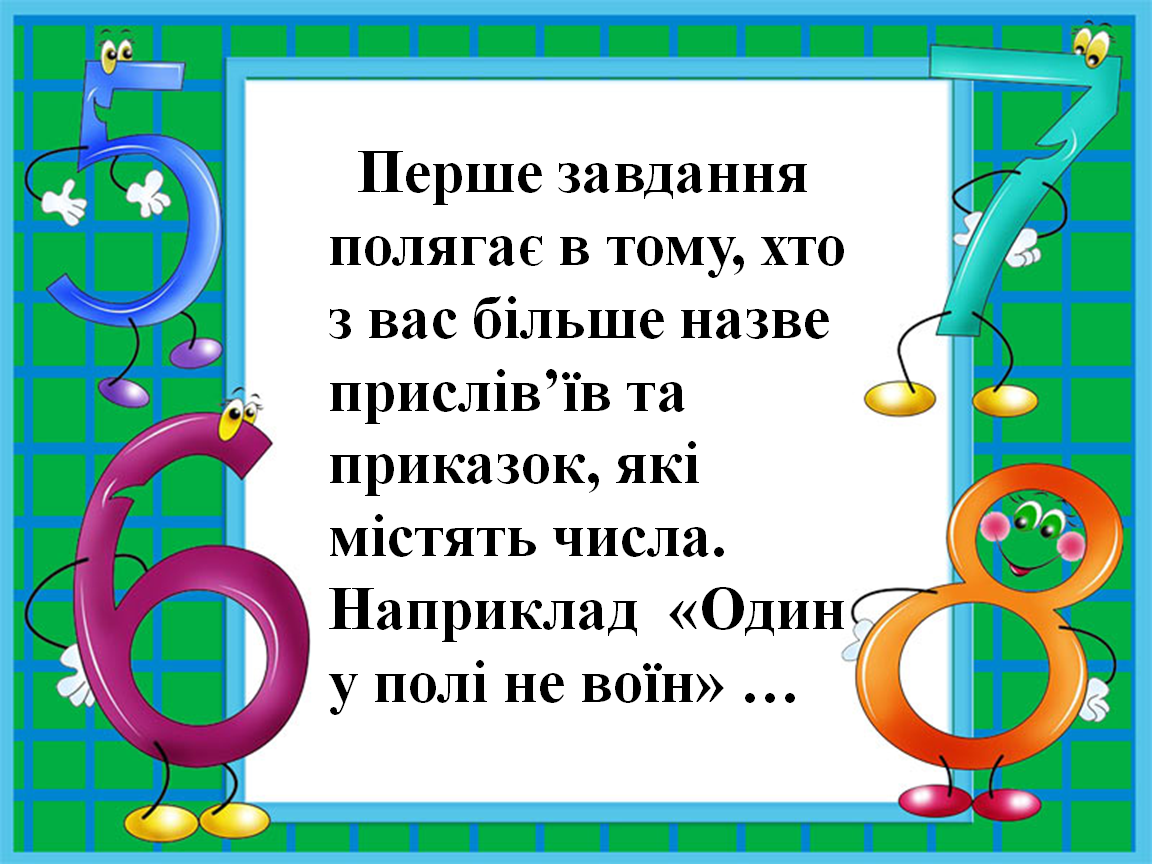 Перше завдання
полягає в тому, хто
з вас більше назве
прислів’їв та
приказок, які
містять числа.
Наприклад «Один
у полі не воїн» …